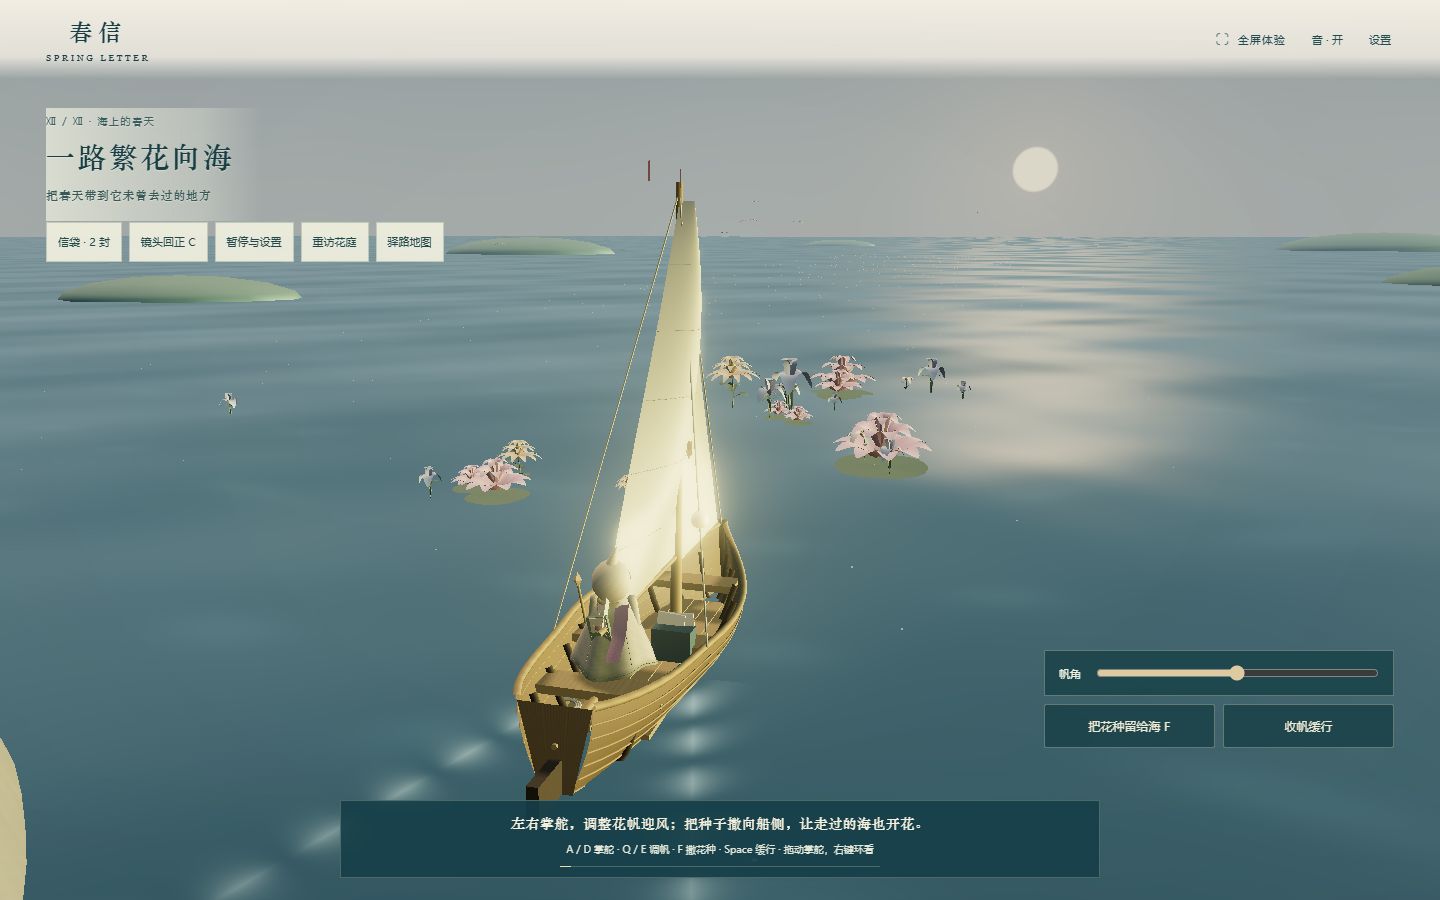 春信
SPRING LETTER
全屏体验
音 · 开
设置
Ⅻ / Ⅻ · 海上的春天
一路繁花向海
把春天带到它未曾去过的地方
信袋 · 2 封
镜头回正 C
暂停与设置
重访花庭
驿路地图
帆角
把花种留给海 F
收帆缓行
左右掌舵，调整花帆迎风；把种子撒向船侧，让走过的海也开花。
A / D 掌舵 · Q / E 调帆 · F 撒花种 · Space 缓行 · 拖动掌舵，右键环看